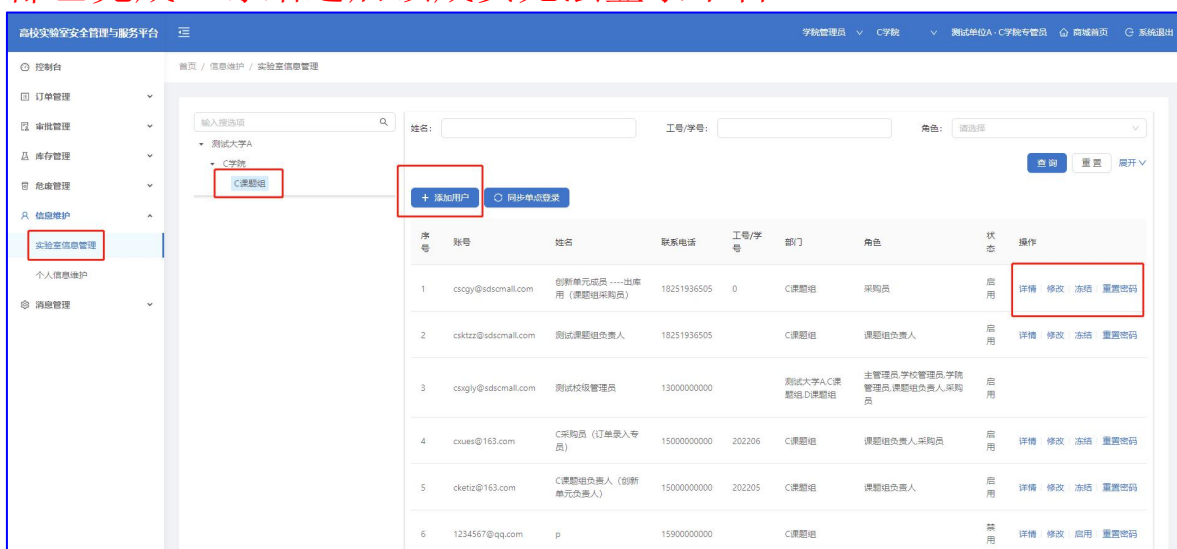 高校实验室安全管理与服务平台
学院管理员 C学院 测试单位A · C学院专管员 商城首页 系统退出
控制台
首页 / 信息维护 / 实验室信息管理
订单管理
审批管理
库存管理
危废管理
信息维护
实验室信息管理
个人信息维护
消息管理
输入搜选项
测试大学A
C学院
C课题组
姓名:
工号/学号:
角色: 请选择
查询 重置 展开
+ 添加用户 同步单点登录
序号 账号 姓名 联系电话 工号/学号 部门 角色 状态 操作
1 cscgy@sdscmall.com 创新单元成员 ----出库用（课题组采购员） 18251936505 0 C课题组 采购员 启用 详情 修改 冻结 重置密码
2 csktzz@sdscmall.com 测试课题组负责人 18251936505 C课题组 课题组负责人 启用 详情 修改 冻结 重置密码
3 csxgly@sdscmall.com 测试校级管理员 13000000000 测试大学A,C课题组,D课题组 主管理员,学校管理员,学院管理员,课题组负责人,采购员 启用
4 cxues@163.com C采购员（订单录入专员） 15000000000 202206 C课题组 课题组负责人,采购员 启用 详情 修改 冻结 重置密码
5 cketiz@163.com C课题组负责人（创新单元负责人） 15000000000 202205 C课题组 课题组负责人 启用 详情 修改 冻结 重置密码
6 1234567@qq.com p 15900000000 C课题组 禁用 详情 修改 启用 重置密码